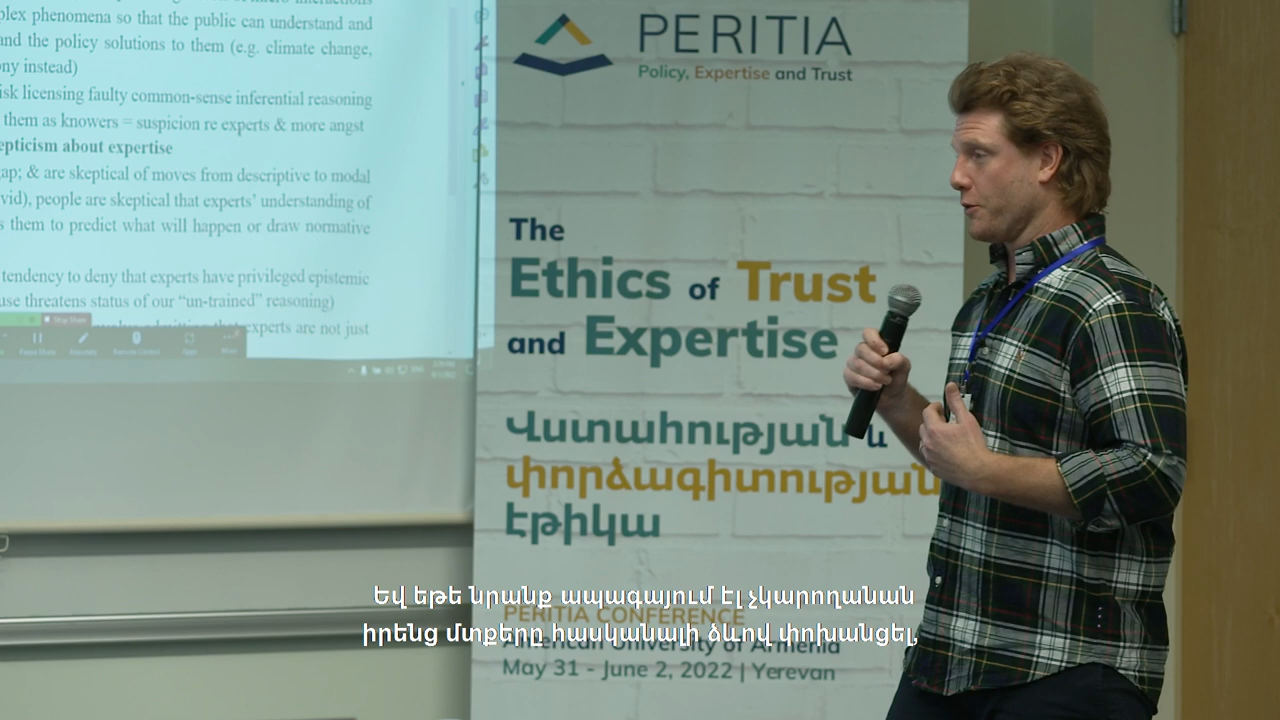 plex phenomena so that the public can understand and
and the policy solutions to them (e.g. climate change,
ony instead)
isk licensing faulty common-sense inferential reasoning
them as knowers = suspicion re experts & more angst
epticism about expertise
ap; & are skeptical of moves from descriptive to modal
vid), people are skeptical that experts' understanding of
s them to predict what will happen or draw normative
tendency to deny that experts have privileged epistemic
use threatens status of our "un-trained" reasoning)
experts are not just
PERITIA
Policy, Expertise and Trust
The
Ethics of Trust
and Expertise
Վստահության և
փորձագիտության
էթիկա
PERITIA CONFERENCE
American University of Armenia
May 31 - June 2, 2022 | Yerevan
Եվ եթե նրանք ապագայում էլ չկարողանան
իրենց մտքերը հասկանալի ձևով փոխանցել,